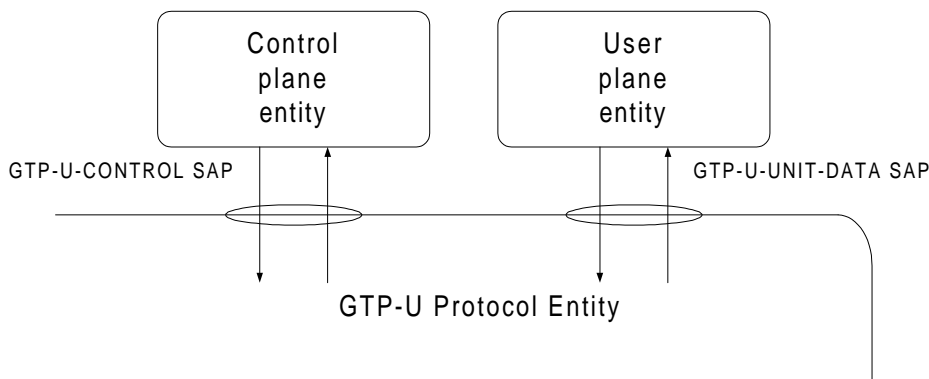 Control
plane
entity
User
plane
entity
GTP-U-CONTROL SAP
GTP-U-UNIT-DATA SAP
GTP-U Protocol Entity